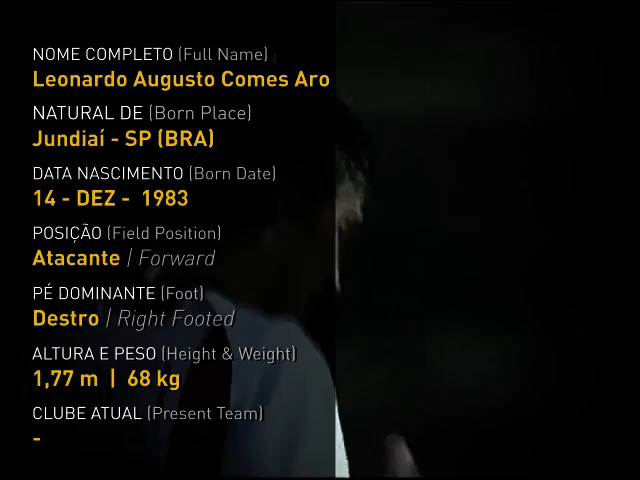 NOME COMPLETO (Full Name)
Leonardo Augusto Comes Aro
NATURAL DE (Born Place)
Jundiaí - SP (BRA)
DATA NASCIMENTO (Born Date)
14 - DEZ - 1983
POSIÇÃO (Field Position)
Atacante / Forward
PÉ DOMINANTE (Foot)
Destro / Right Footed
ALTURA E PESO (Height & Weight)
1,77 m | 68 kg
CLUBE ATUAL (Present Team)
-